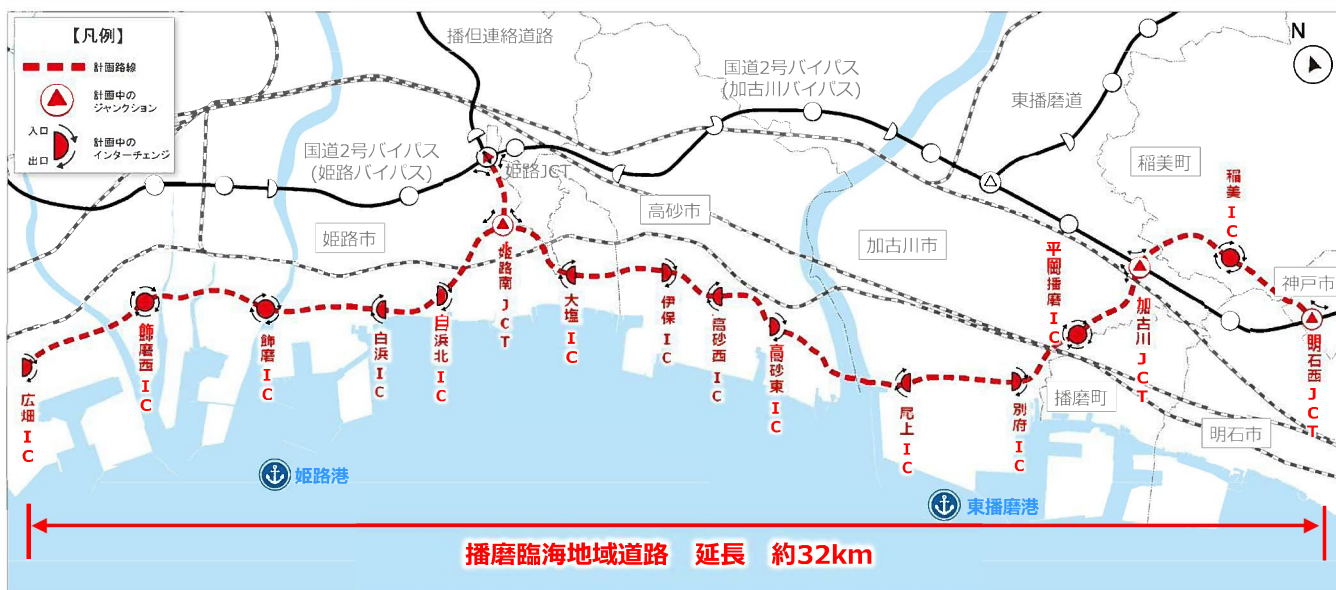 【凡例】
計画路線
計画中の
ジャンクション
入口
出口
計画中の
インターチェンジ
播但連絡道路
国道2号バイパス
(加古川バイパス)
東播磨道
N
国道2号バイパス
(姫路バイパス)
姫路JCT
稲美町
稲美IC
姫路市
高砂市
加古川市
平岡播磨IC
加古川JCT
神戸市
明石西JCT
広畑IC
飾磨西IC
飾磨IC
白浜IC
白浜北IC
姫路南JCT
大塩IC
伊保IC
高砂西IC
高砂東IC
尾上IC
別府IC
播磨町
明石市
姫路港
東播磨港
播磨臨海地域道路　延長　約32km